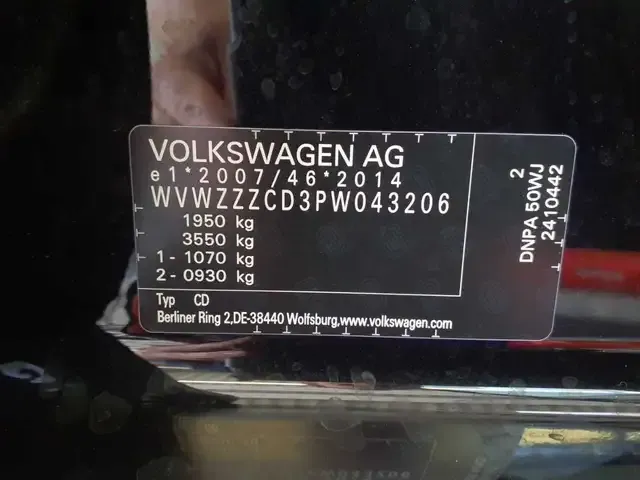 VOLKSWAGEN AG
e1*2007/46*2014
WVWZZZCD3PW043206
1950 kg
3550 kg
1 - 1070 kg
2 - 0930 kg
Typ CD
Berliner Ring 2,DE-38440 Wolfsburg,www.volkswagen.com
2
DNPA 50WJ
2410442